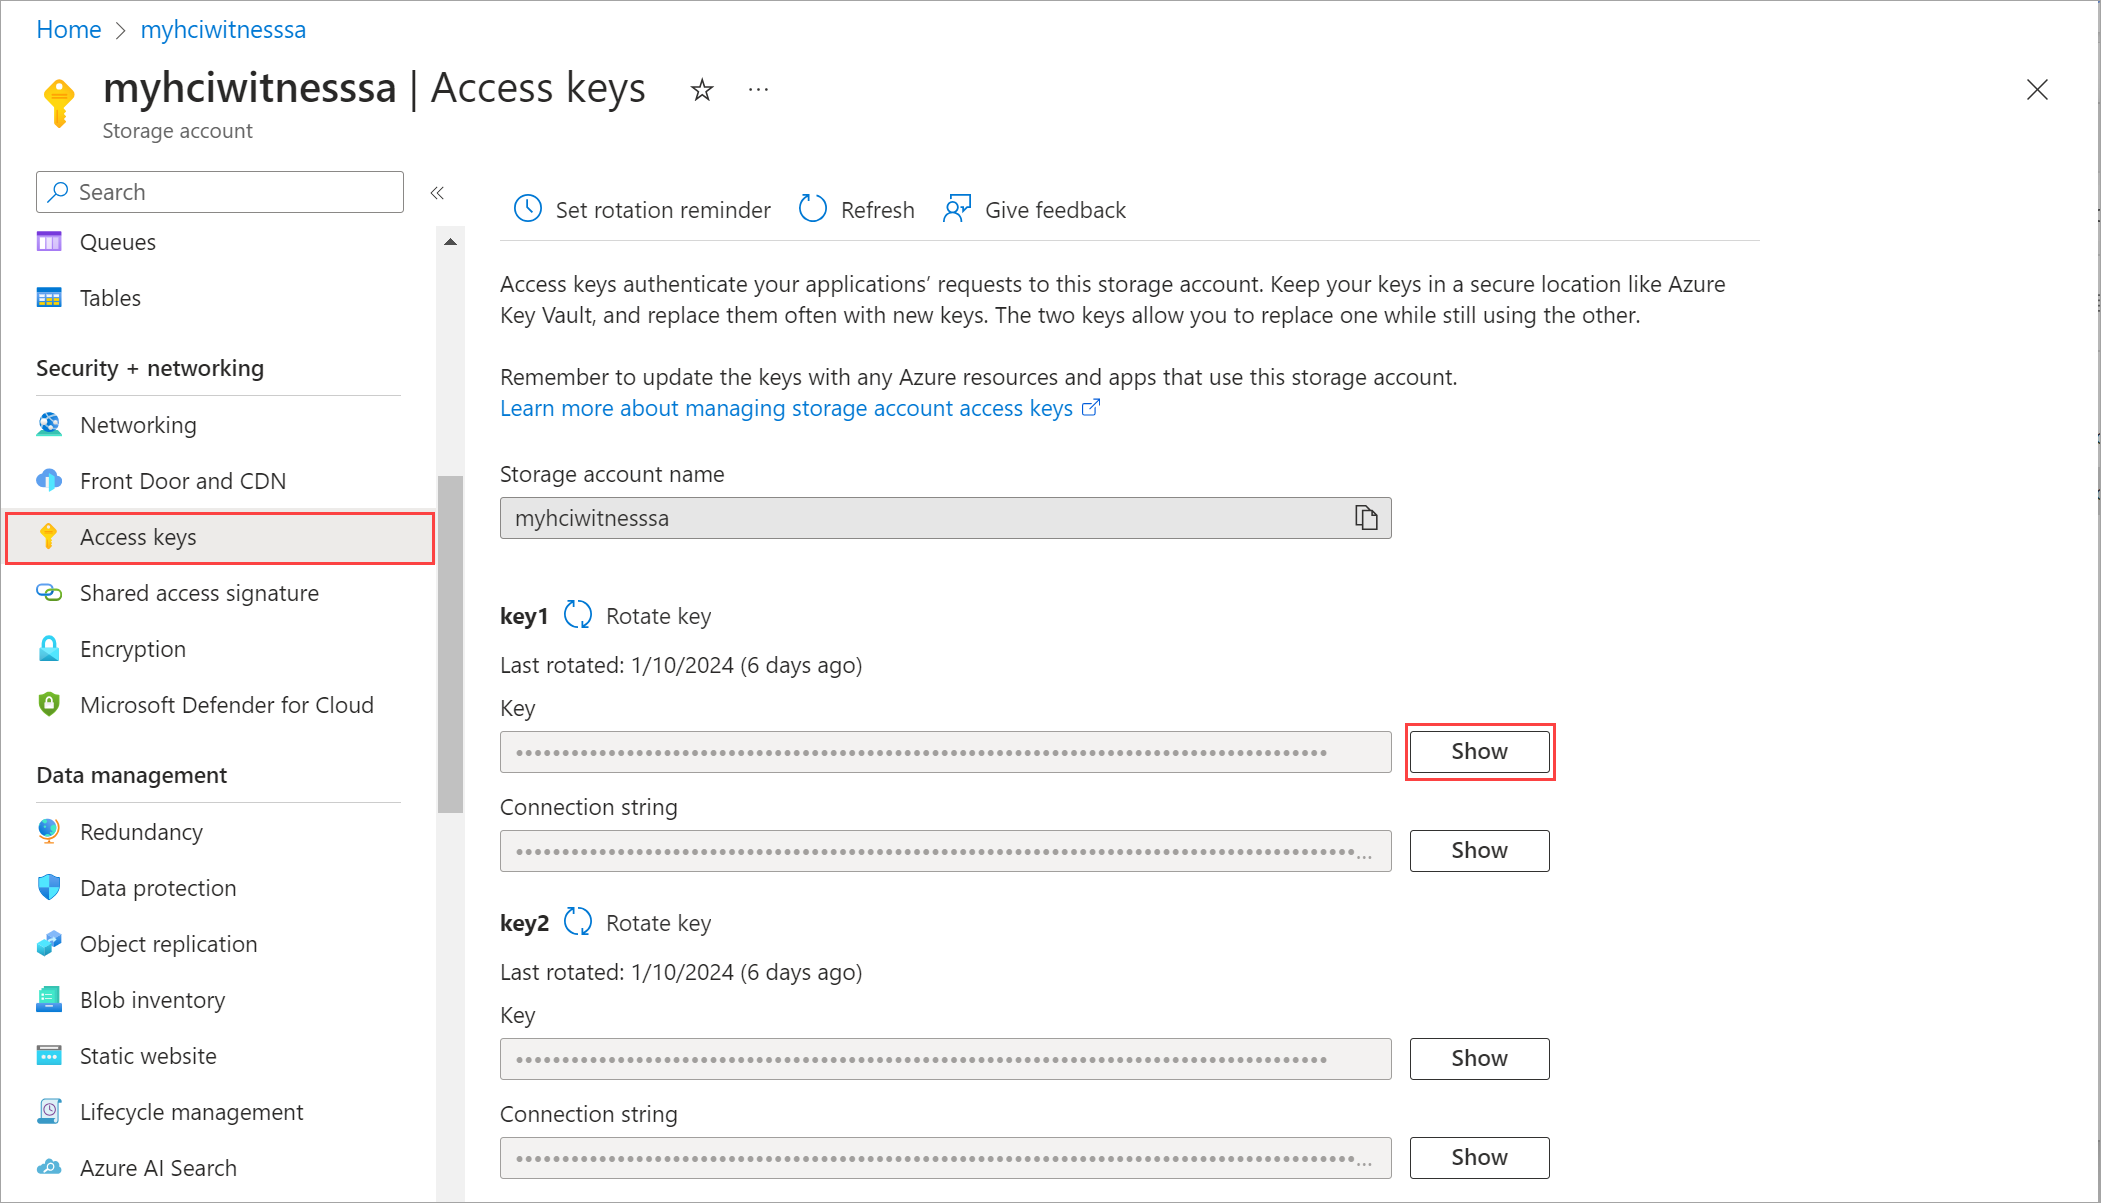 Home > myhciwitnesssa
myhciwitnesssa | Access keys
Storage account
Search
Queues
Tables
Security + networking
Networking
Front Door and CDN
Access keys
Shared access signature
Encryption
Microsoft Defender for Cloud
Data management
Redundancy
Data protection
Object replication
Blob inventory
Static website
Lifecycle management
Azure AI Search
Set rotation reminder Refresh Give feedback
Access keys authenticate your applications’ requests to this storage account. Keep your keys in a secure location like Azure
Key Vault, and replace them often with new keys. The two keys allow you to replace one while still using the other.
Remember to update the keys with any Azure resources and apps that use this storage account.
Learn more about managing storage account access keys
Storage account name
myhciwitnesssa
key1 Rotate key
Last rotated: 1/10/2024 (6 days ago)
Key
Show
Connection string
Show
key2 Rotate key
Last rotated: 1/10/2024 (6 days ago)
Key
Show
Connection string
Show